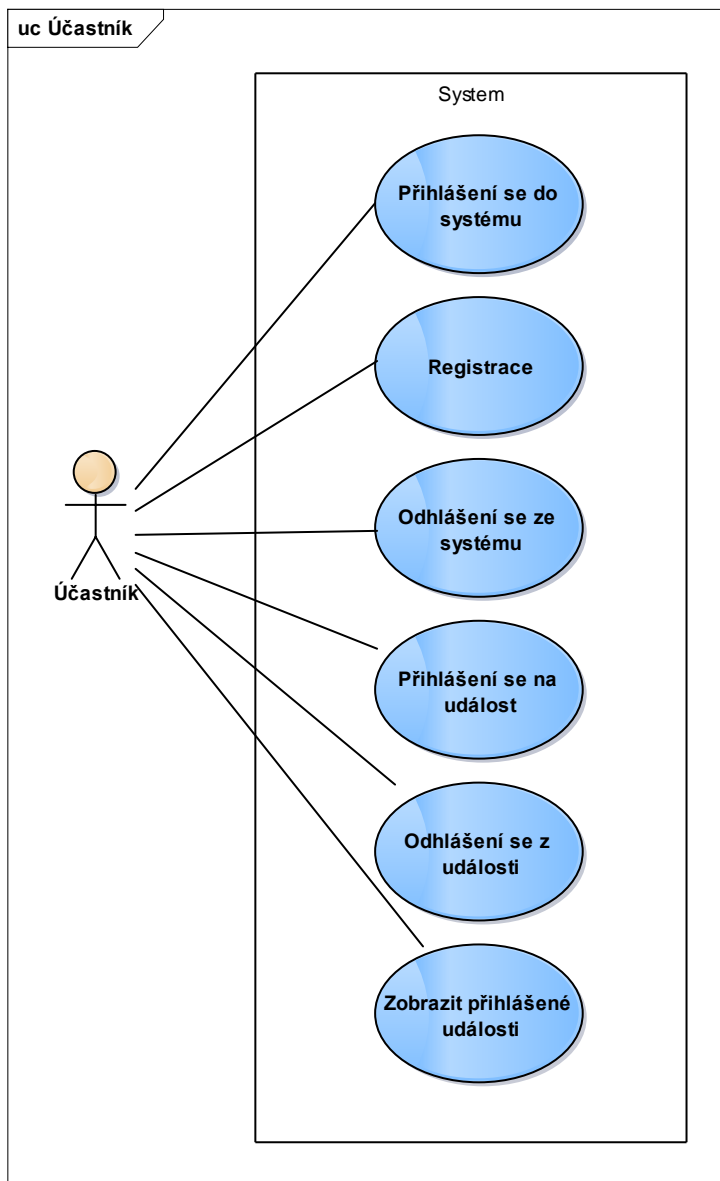 uc Účastník
System
Přihlášení se do
systému
Registrace
Odhlášení se ze
systému
Účastník
Přihlášení se na
událost
Odhlášení se z
události
Zobrazit přihlášené
události